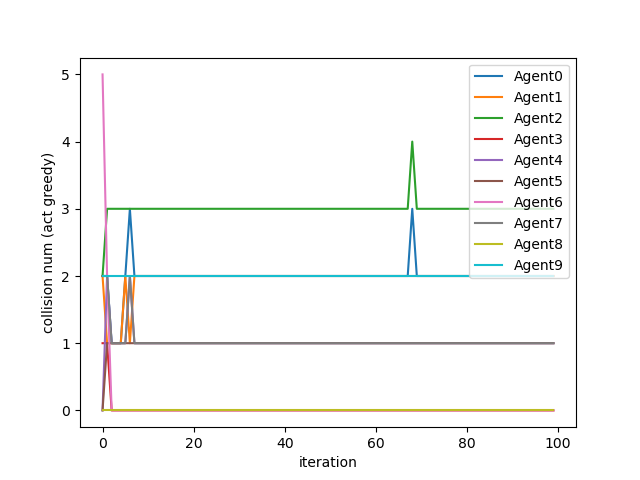 collision num (act greedy)
5
4
3
2
1
0
Agent0
Agent1
Agent2
Agent3
Agent4
Agent5
Agent6
Agent7
Agent8
Agent9
0 20 40 60 80 100
iteration